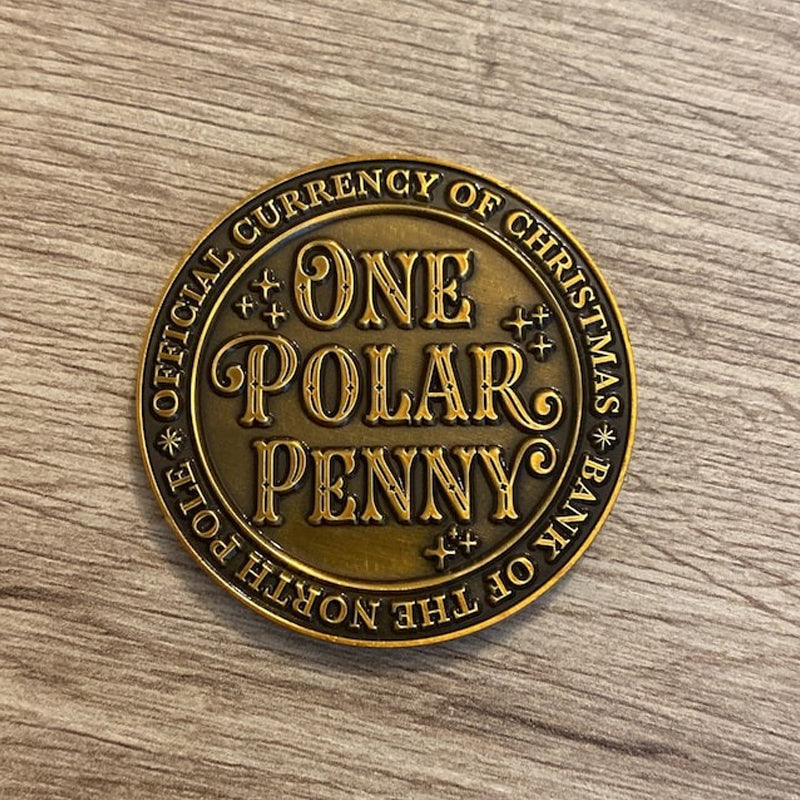 OFFICIAL CURRENCY OF CHRISTMAS
ONE
POLAR
PENNY
BANK OF THE NORTH POLE